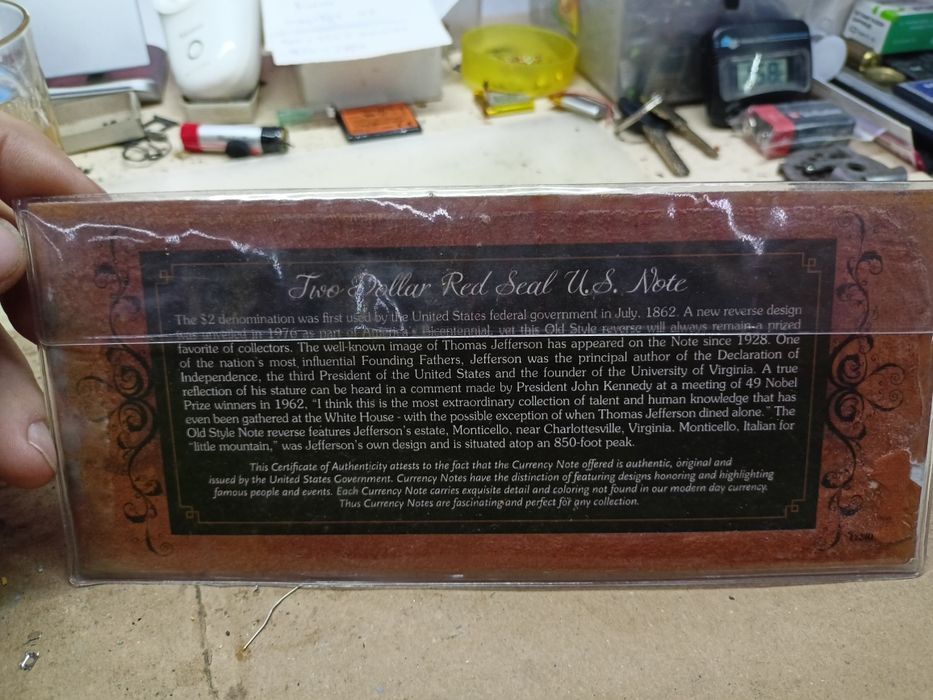 Two Dollar Red Seal U.S. Note
The $2 denomination was first used by the United States federal government in July, 1862. A new reverse design
was unveiled in 1976 as part of America's Bicentennial, yet this Old Style reverse will always remain a prized
favorite of collectors. The well-known image of Thomas Jefferson has appeared on the Note since 1928. One
of the nation's most influential Founding Fathers, Jefferson was the principal author of the Declaration of
Independence, the third President of the United States and the founder of the University of Virginia. A true
reflection of his stature can be heard in a comment made by President John Kennedy at a meeting of 49 Nobel
Prize winners in 1962, "I think this is the most extraordinary collection of talent and human knowledge that has
even been gathered at the White House - with the possible exception of when Thomas Jefferson dined alone." The
Old Style Note reverse features Jefferson's estate, Monticello, near Charlottesville, Virginia. Monticello, Italian for
"little mountain," was Jefferson's own design and is situated atop an 850-foot peak.
This Certificate of Authenticity attests to the fact that the Currency Note offered is authentic, original and
issued by the United States Government. Currency Notes have the distinction of featuring designs honoring and highlighting
famous people and events. Each Currency Note carries exquisite detail and coloring not found in our modern day currency.
Thus Currency Notes are fascinating and perfect for any collection.